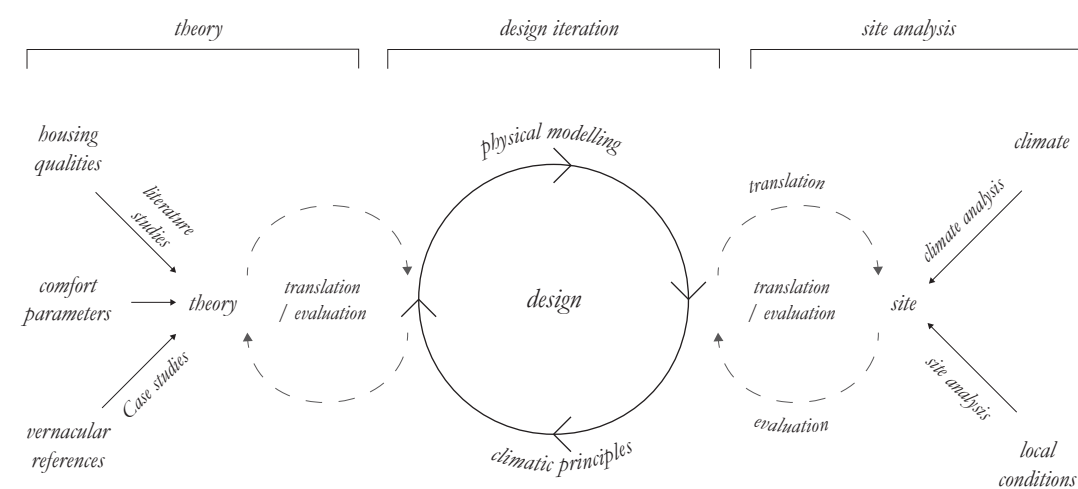 theory
design iteration
site analysis
housing
qualities
literature
studies
comfort
parameters
theory
Case studies
vernacular
references
translation
/ evaluation
physical modelling
design
climatic principles
translation
translation
/ evaluation
evaluation
site
climate
climate analysis
site analysis
local
conditions